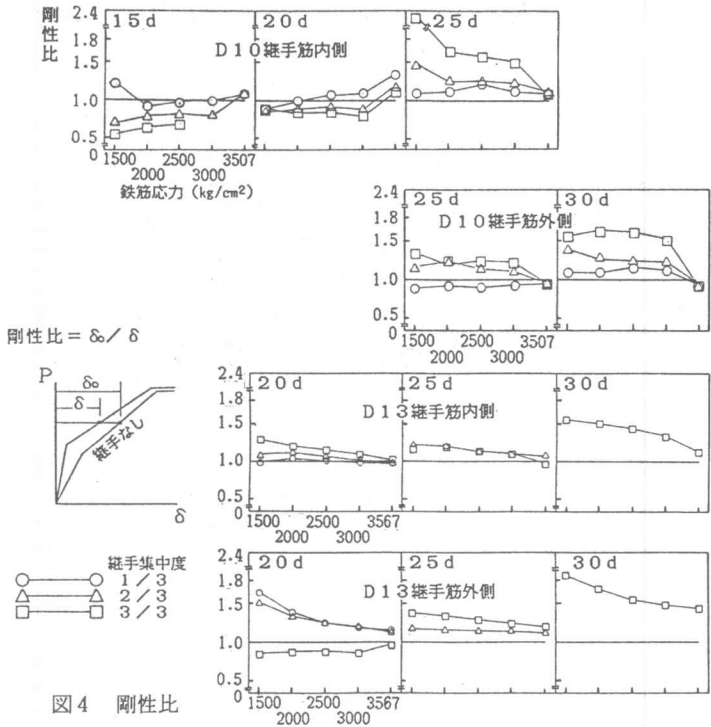 剛性比
2.4
1.8
1.5
1.0
0.5
0
15d
20d
25d
D10継手筋内側
1500
2000
2500
3000
3507
鉄筋応力 (kg/cm²)
2.4
1.8
1.5
1.0
0.5
0
25d
30d
D10継手筋外側
1500
2000
2500
3000
3507
剛性比＝δ₀／δ
P
δ₀
δ
継手なし
δ
2.4
1.8
1.5
1.0
0.5
0
20d
25d
30d
D13継手筋内側
1500
2000
2500
3000
3567
継手集中度
1／3
2／3
3／3
2.4
1.8
1.5
1.0
0.5
0
20d
25d
30d
D13継手筋外側
1500
2000
2500
3000
3567
図4 剛性比